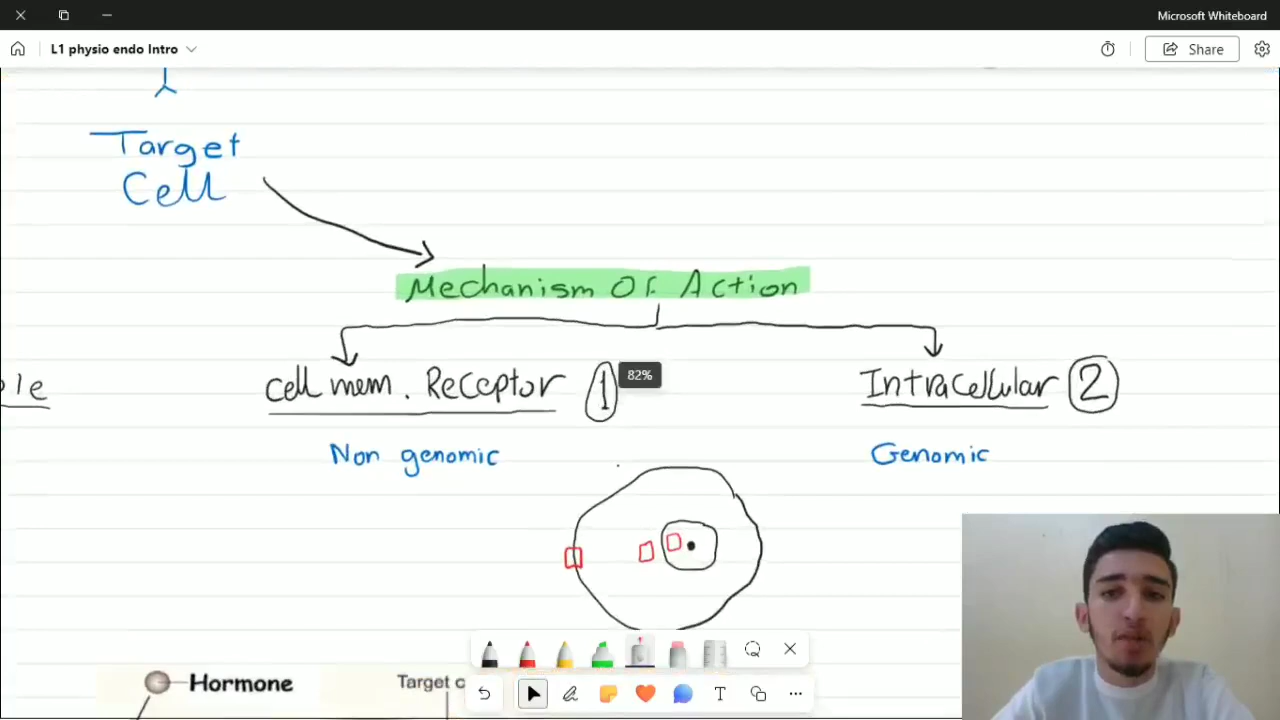 Microsoft Whiteboard
L1 physio endo Intro
Share
Target
Cell
Mechanism Of Action
cell mem. Receptor 1
82%
Intracellular 2
Non genomic
Genomic
Hormone
Target c